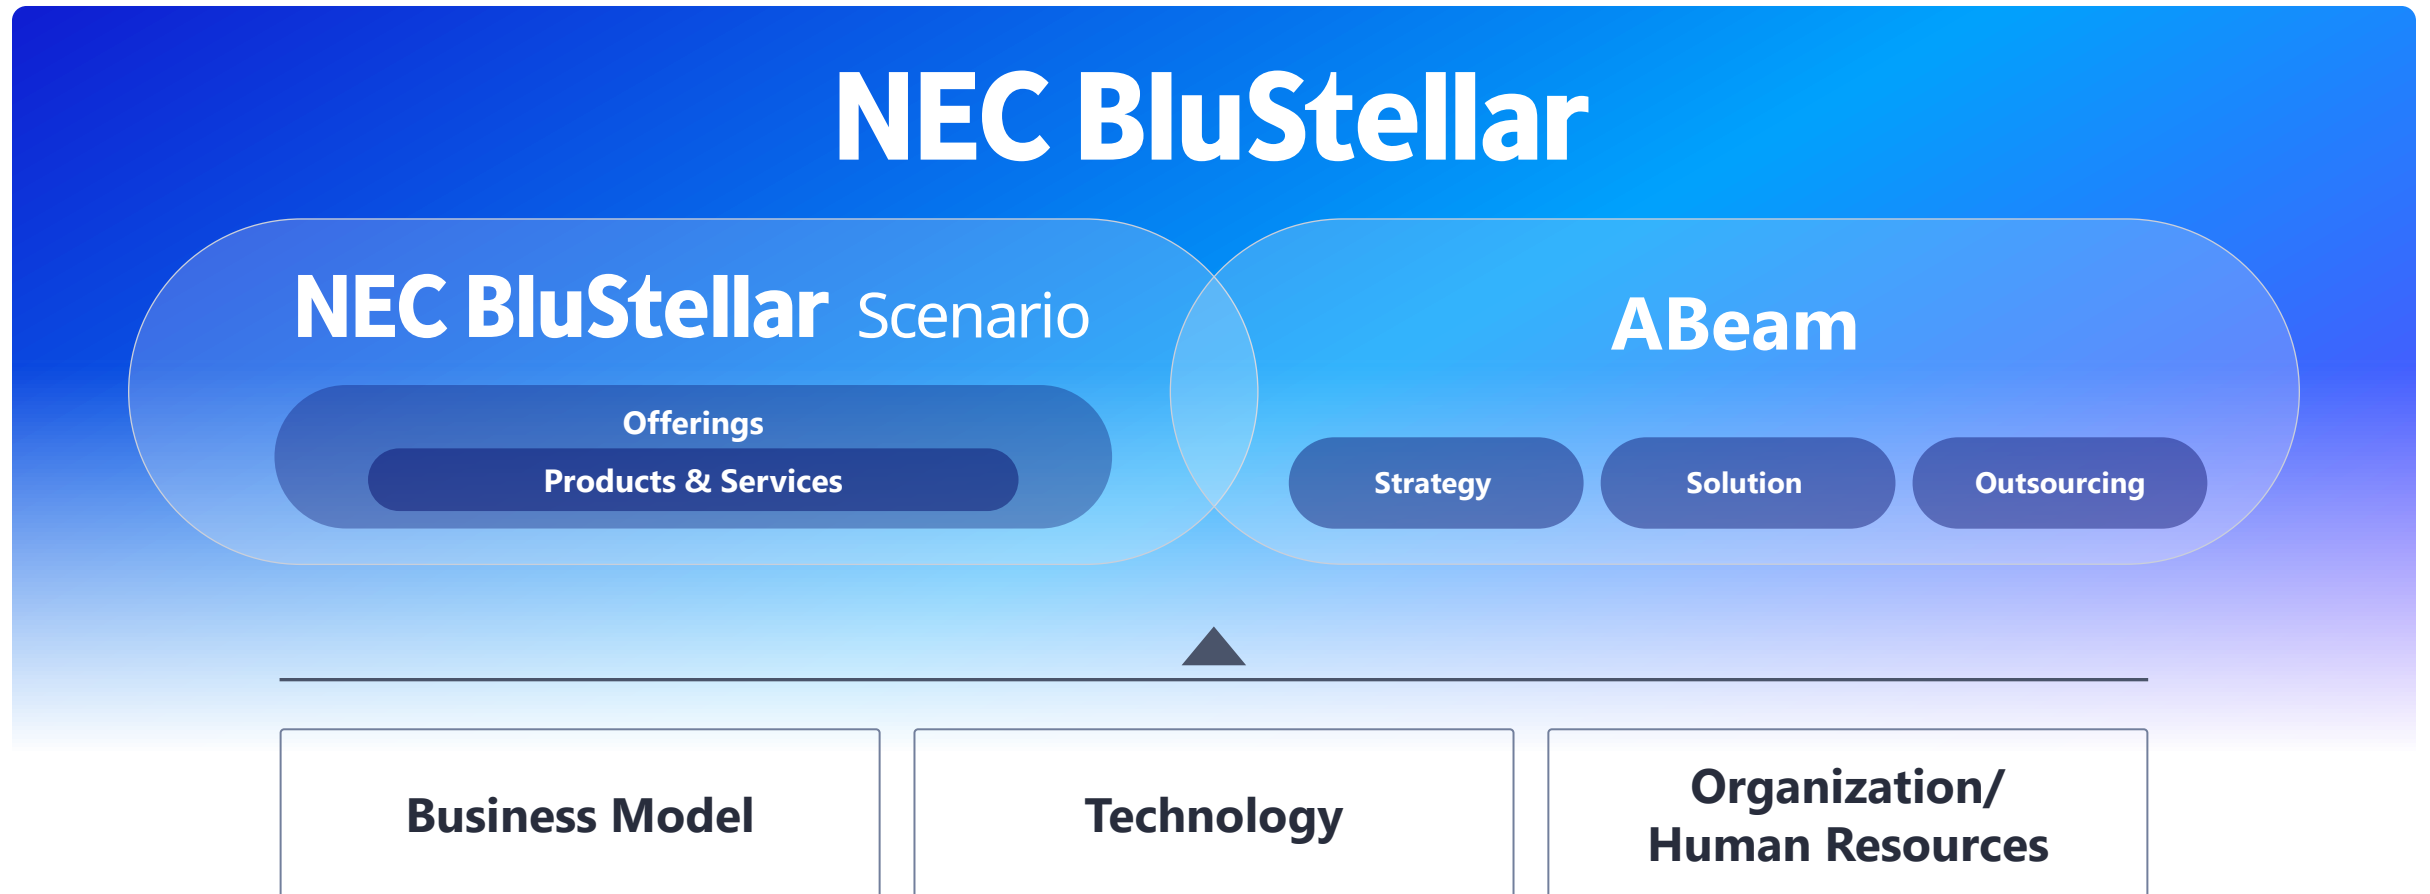 NEC BluStellar
NEC BluStellar Scenario
Offerings
Products & Services
ABeam
Strategy
Solution
Outsourcing
Business Model
Technology
Organization/
Human Resources